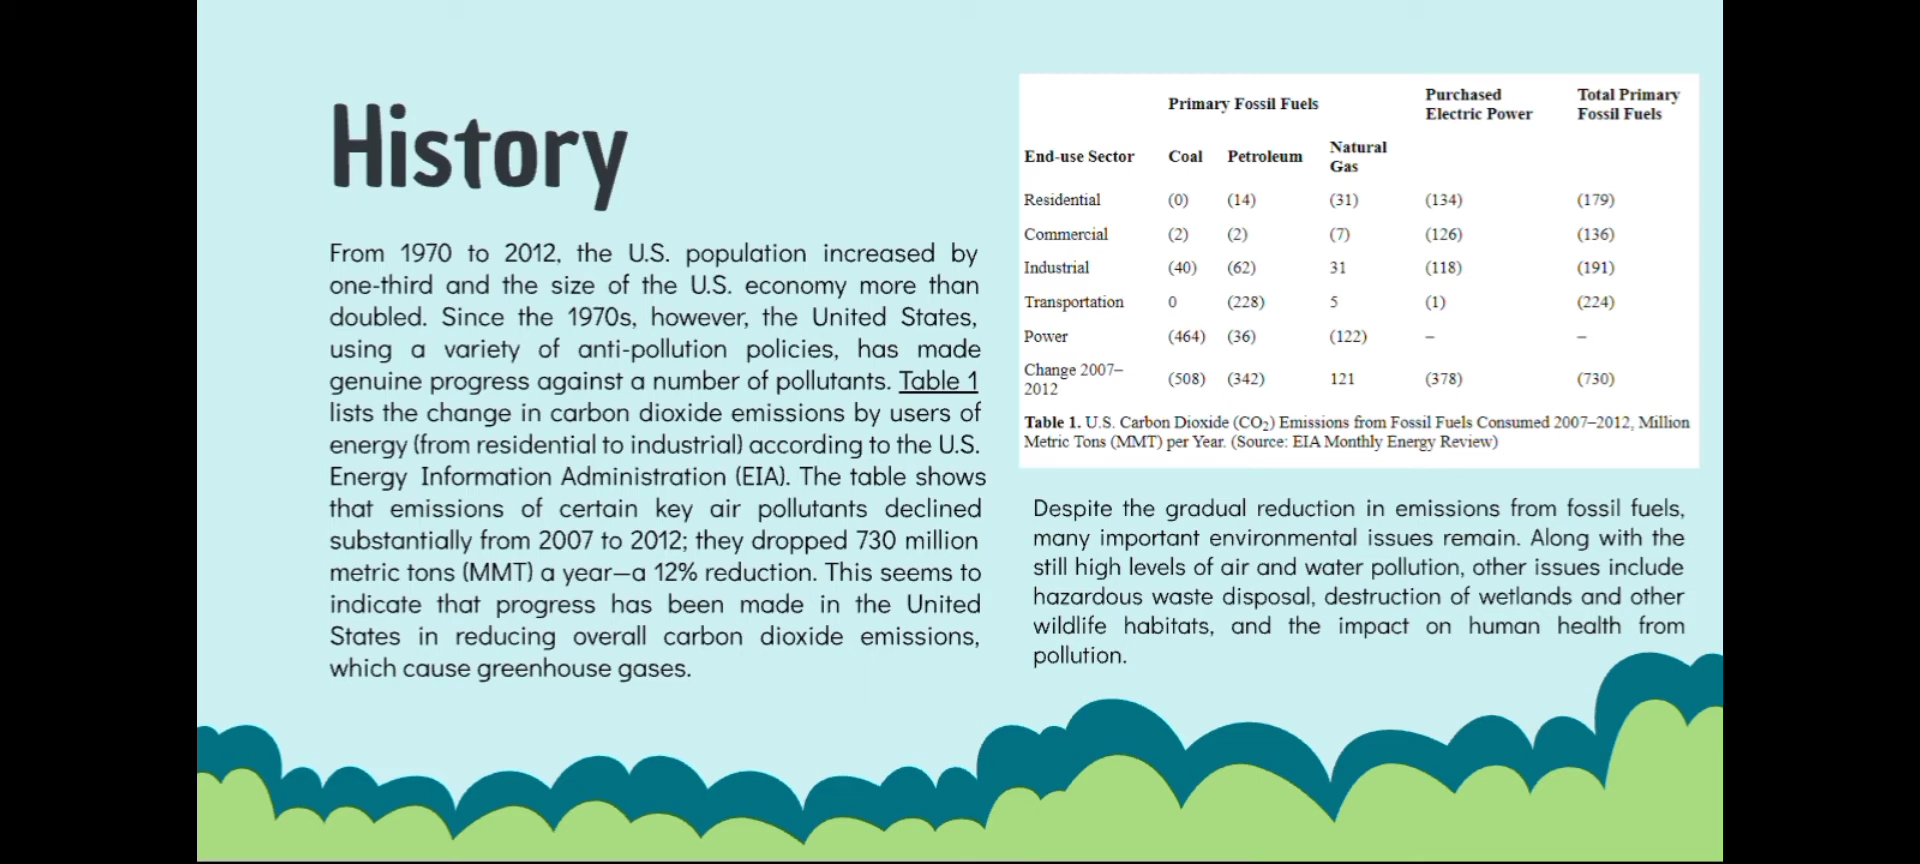 History
From 1970 to 2012, the U.S. population increased by
one-third and the size of the U.S. economy more than
doubled. Since the 1970s, however, the United States,
using a variety of anti-pollution policies, has made
genuine progress against a number of pollutants. Table 1
lists the change in carbon dioxide emissions by users of
energy (from residential to industrial) according to the U.S.
Energy Information Administration (EIA). The table shows
that emissions of certain key air pollutants declined
substantially from 2007 to 2012; they dropped 730 million
metric tons (MMT) a year—a 12% reduction. This seems to
indicate that progress has been made in the United
States in reducing overall carbon dioxide emissions,
which cause greenhouse gases.
Primary Fossil Fuels Purchased Electric Power Total Primary Fossil Fuels
End-use Sector Coal Petroleum Natural Gas
Residential (0) (14) (31) (134) (179)
Commercial (2) (2) (7) (126) (136)
Industrial (40) (62) 31 (118) (191)
Transportation 0 (228) 5 (1) (224)
Power (464) (36) (122) – –
Change 2007–2012 (508) (342) 121 (378) (730)
Table 1. U.S. Carbon Dioxide (CO₂) Emissions from Fossil Fuels Consumed 2007–2012, Million
Metric Tons (MMT) per Year. (Source: EIA Monthly Energy Review)
Despite the gradual reduction in emissions from fossil fuels,
many important environmental issues remain. Along with the
still high levels of air and water pollution, other issues include
hazardous waste disposal, destruction of wetlands and other
wildlife habitats, and the impact on human health from
pollution.